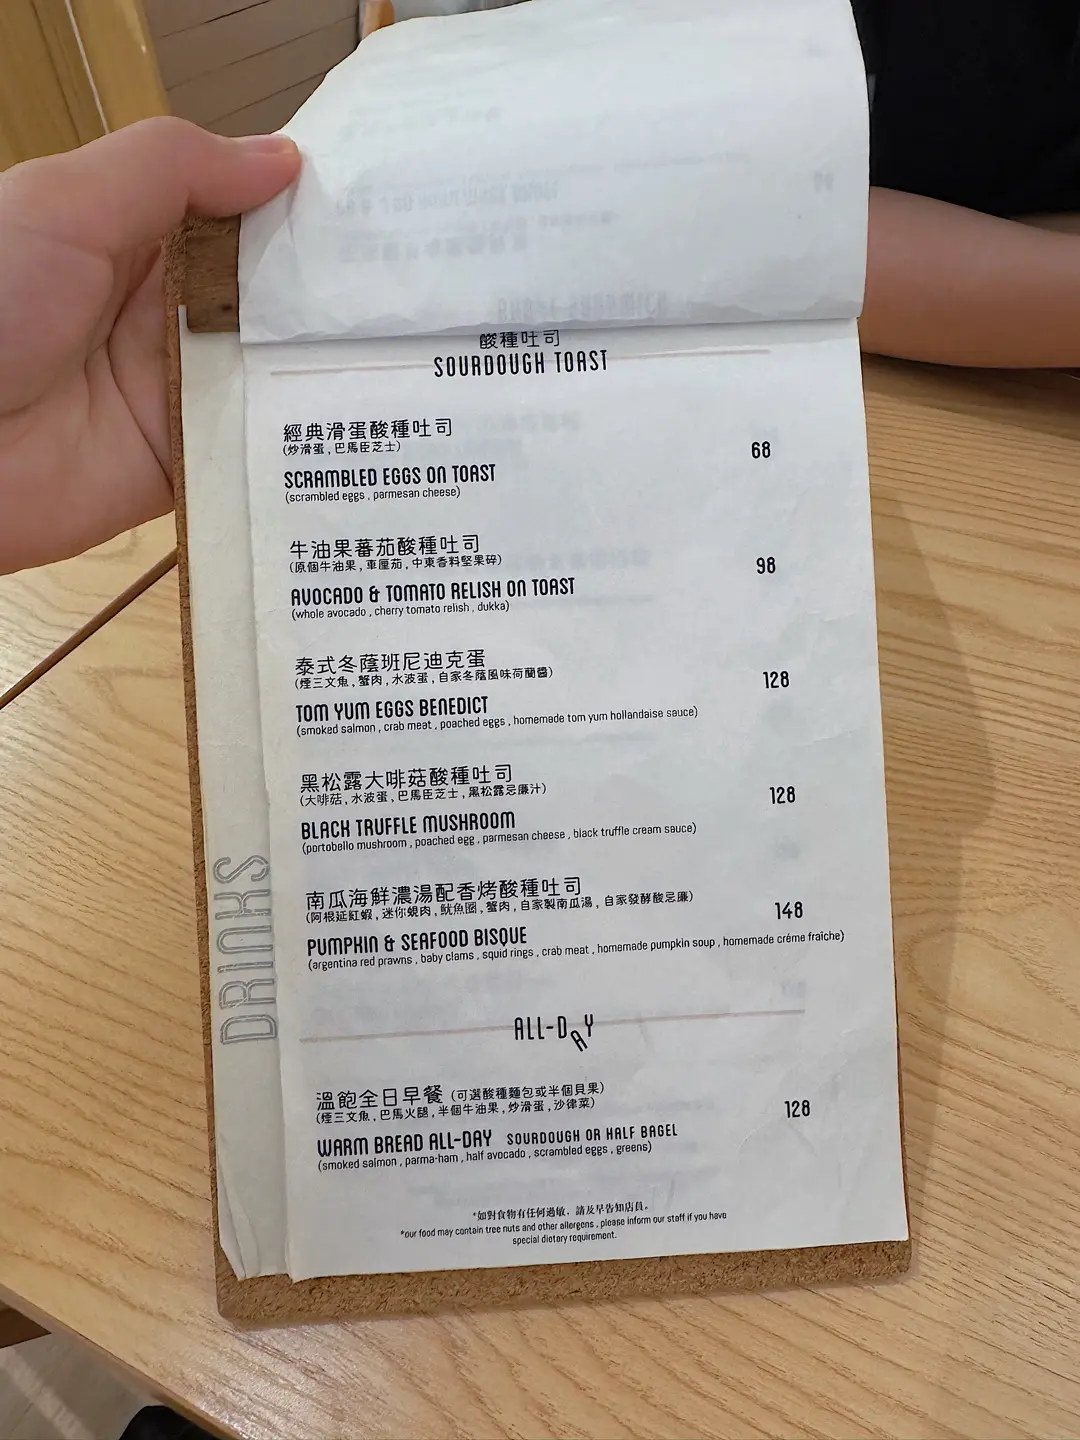 酸種吐司
SOURDOUGH TOAST
經典滑蛋酸種吐司
(炒滑蛋, 巴馬臣芝士)
68
SCRAMBLED EGGS ON TOAST
(scrambled eggs , parmesan cheese)
牛油果蕃茄酸種吐司
(原個牛油果, 車厘茄, 中東香料堅果碎)
98
AVOCADO & TOMATO RELISH ON TOAST
(whole avocado , cherry tomato relish , dukka)
泰式冬蔭班尼迪克蛋
(煙三文魚, 蟹肉, 水波蛋, 自家冬蔭風味荷蘭醬)
128
TOM YUM EGGS BENEDICT
(smoked salmon , crab meat , poached eggs , homemade tom yum hollandaise sauce)
黑松露大啡菇酸種吐司
(大啡菇, 水波蛋, 巴馬臣芝士, 黑松露忌廉汁)
128
BLACK TRUFFLE MUSHROOM
(portobello mushroom , poached egg , parmesan cheese , black truffle cream sauce)
南瓜海鮮濃湯配香烤酸種吐司
(阿根廷紅蝦, 迷你蜆肉, 魷魚圈, 蟹肉, 自家製南瓜湯, 自家發酵酸忌廉)
148
PUMPKIN & SEAFOOD BISQUE
(argentina red prawns , baby clams , squid rings , crab meat , homemade pumpkin soup , homemade créme fraîche)
ALL-DAY
溫飽全日早餐 (可選酸種麵包或半個貝果)
(煙三文魚, 巴馬火腿, 半個牛油果, 炒滑蛋, 沙律菜)
128
WARM BREAD ALL-DAY SOURDOUGH OR HALF BAGEL
(smoked salmon , parma-ham , half avocado , scrambled eggs , greens)
*如對食物有任何過敏，請及早告知店員。
*our food may contain tree nuts and other allergens , please inform our staff if you have
special dietary requirement.
DRINKS